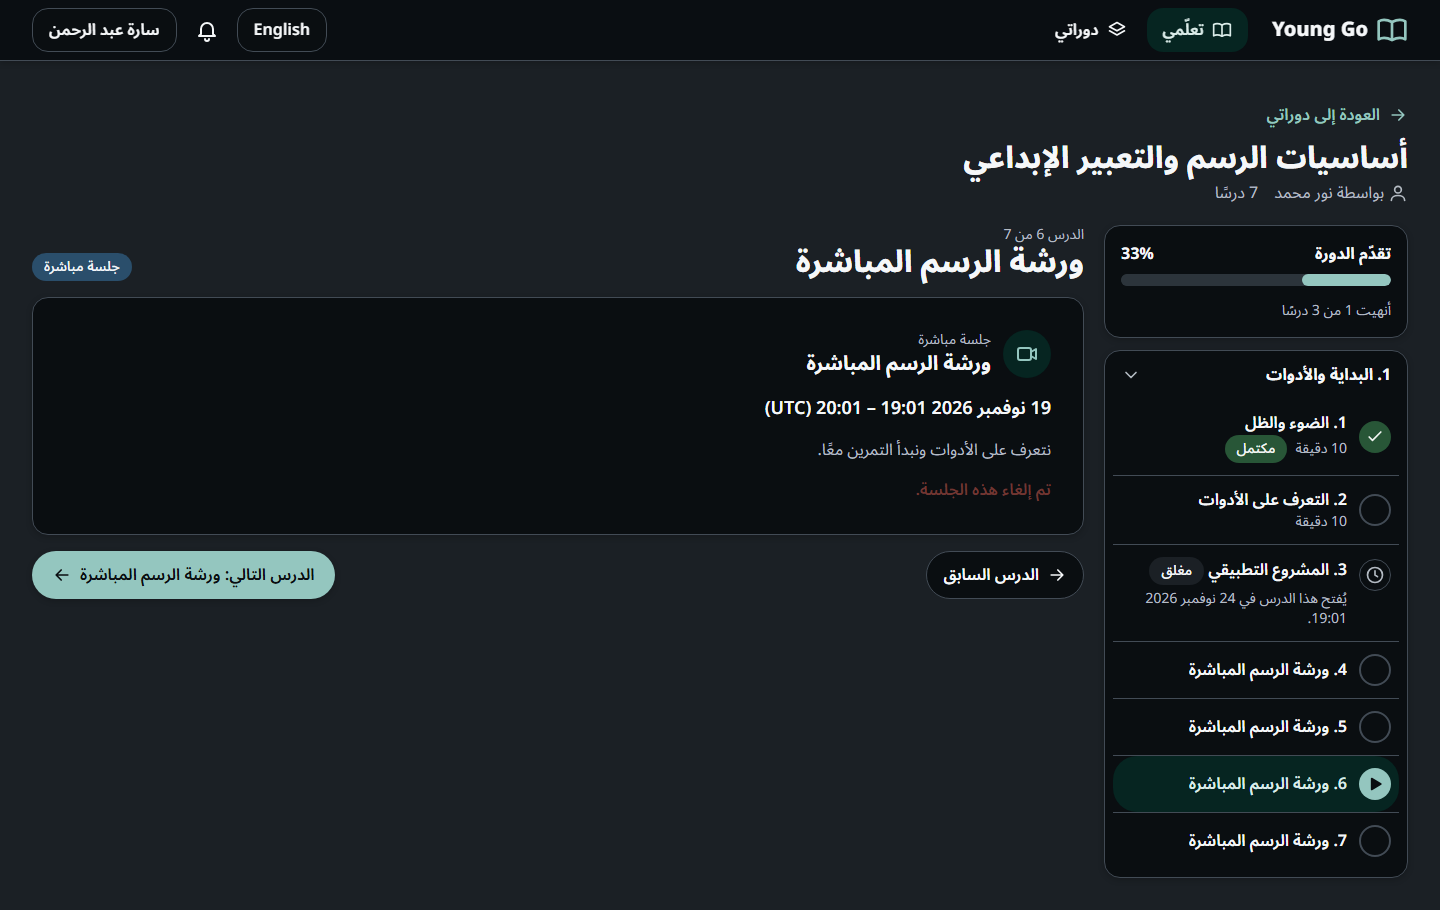 Young Go
تعلّمي
دوراتي
English
سارة عبد الرحمن
العودة إلى دوراتي
أساسيات الرسم والتعبير الإبداعي
بواسطة نور محمد 7 درسًا
تقدّم الدورة 33%
أنهيت 1 من 3 درسًا
1. البداية والأدوات
1. الضوء والظل
10 دقيقة مكتمل
2. التعرف على الأدوات
10 دقيقة
3. المشروع التطبيقي مغلق
يُفتح هذا الدرس في 24 نوفمبر 2026
19:01.
4. ورشة الرسم المباشرة
5. ورشة الرسم المباشرة
6. ورشة الرسم المباشرة
7. ورشة الرسم المباشرة
الدرس 6 من 7
ورشة الرسم المباشرة
جلسة مباشرة
جلسة مباشرة
ورشة الرسم المباشرة
19 نوفمبر 2026 19:01 – 20:01 (UTC)
نتعرف على الأدوات ونبدأ التمرين معًا.
تم إلغاء هذه الجلسة.
الدرس السابق
الدرس التالي: ورشة الرسم المباشرة